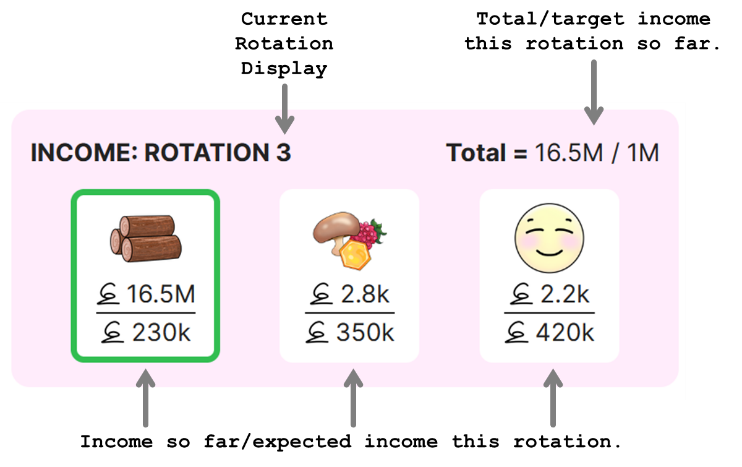 Current
Rotation
Display
Total/target income
this rotation so far.
INCOME: ROTATION 3
Total = 16.5M / 1M
16.5M
230k
2.8k
350k
2.2k
420k
Income so far/expected income this rotation.